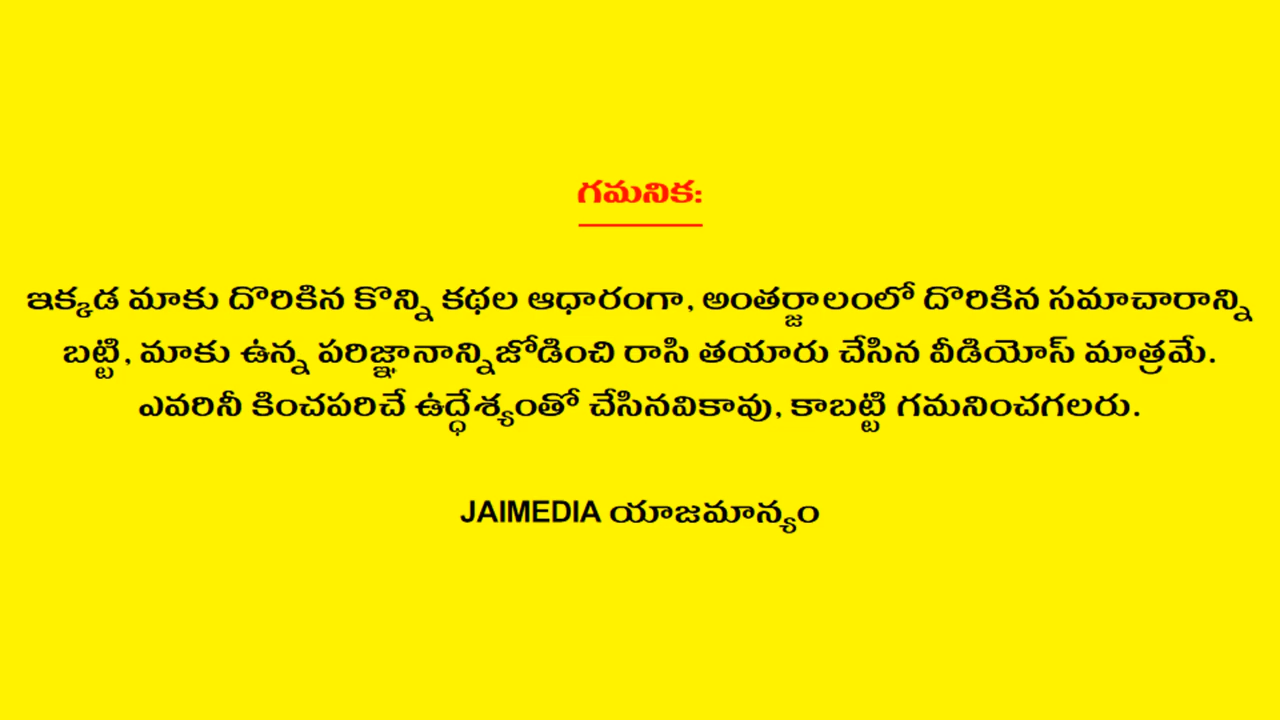 గమనిక:
ఇక్కడ మాకు దొరికిన కొన్ని కథల ఆధారంగా, అంతర్జాలంలో దొరికిన సమాచారాన్ని
బట్టి, మాకు ఉన్న పరిజ్ఞానాన్నిజోడించి రాసి తయారు చేసిన వీడియోస్ మాత్రమే.
ఎవరినీ కించపరిచే ఉద్ధేశ్యంతో చేసినవికావు, కాబట్టి గమనించగలరు.
JAIMEDIA యాజమాన్యం